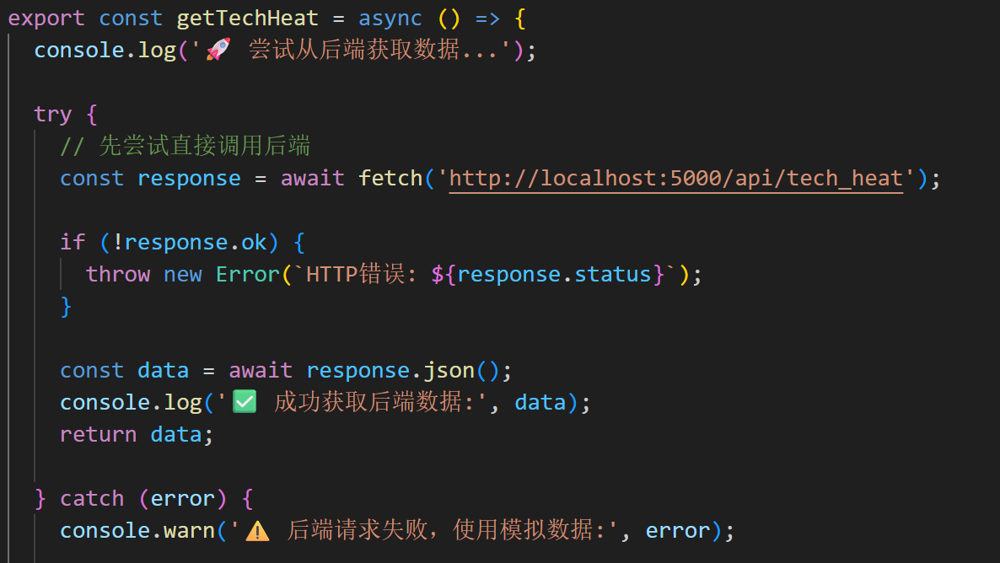 export const getTechHeat = async () => {
console.log('🚀 尝试从后端获取数据...');
try {
// 先尝试直接调用后端
const response = await fetch('http://localhost:5000/api/tech_heat');
if (!response.ok) {
throw new Error(`HTTP错误: ${response.status}`);
}
const data = await response.json();
console.log('✅ 成功获取后端数据:', data);
return data;
} catch (error) {
console.warn('⚠️ 后端请求失败，使用模拟数据:', error);